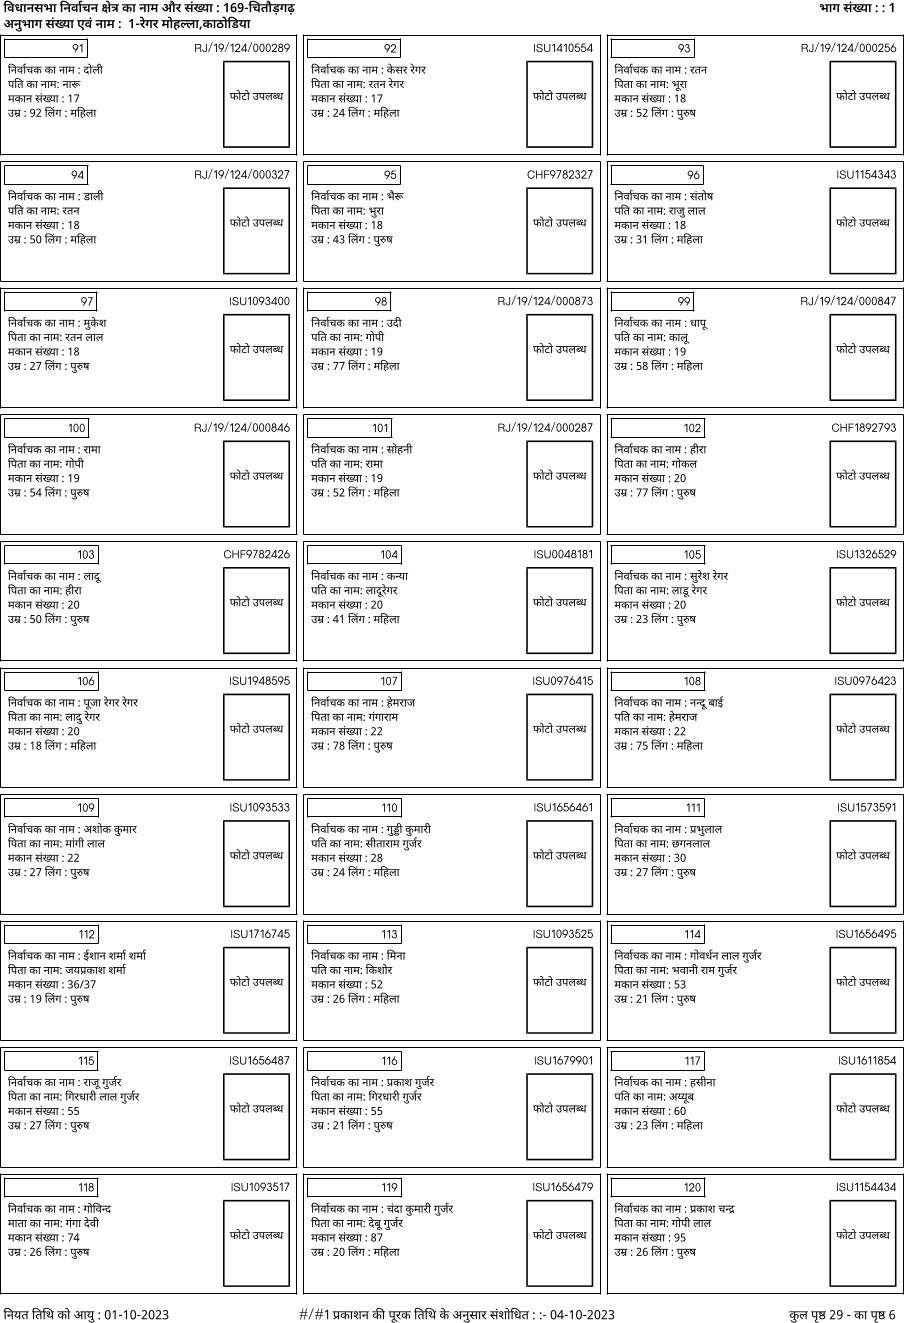 विधानसभा निर्वाचन क्षेत्र का नाम और संख्या : 169-चितौड़गढ़ भाग संख्या : : 1
अनुभाग संख्या एवं नाम : 1-रेगर मोहल्ला,काठोडिया
91 RJ/19/124/000289
निर्वाचक का नाम : दोली
पति का नाम: नारू
मकान संख्या : 17
उम्र : 92 लिंग : महिला
फोटो उपलब्ध
92 ISU1410554
निर्वाचक का नाम : केसर रेगर
पिता का नाम: रतन रेगर
मकान संख्या : 17
उम्र : 24 लिंग : महिला
फोटो उपलब्ध
93 RJ/19/124/000256
निर्वाचक का नाम : रतन
पिता का नाम: भूरा
मकान संख्या : 18
उम्र : 52 लिंग : पुरुष
फोटो उपलब्ध
94 RJ/19/124/000327
निर्वाचक का नाम : डाली
पति का नाम: रतन
मकान संख्या : 18
उम्र : 50 लिंग : महिला
फोटो उपलब्ध
95 CHF9782327
निर्वाचक का नाम : भैरू
पिता का नाम: भुरा
मकान संख्या : 18
उम्र : 43 लिंग : पुरुष
फोटो उपलब्ध
96 ISU1154343
निर्वाचक का नाम : संतोष
पति का नाम: राजु लाल
मकान संख्या : 18
उम्र : 31 लिंग : महिला
फोटो उपलब्ध
97 ISU1093400
निर्वाचक का नाम : मुकेश
पिता का नाम: रतन लाल
मकान संख्या : 18
उम्र : 27 लिंग : पुरुष
फोटो उपलब्ध
98 RJ/19/124/000873
निर्वाचक का नाम : उदी
पति का नाम: गोपी
मकान संख्या : 19
उम्र : 77 लिंग : महिला
फोटो उपलब्ध
99 RJ/19/124/000847
निर्वाचक का नाम : धापू
पति का नाम: कालू
मकान संख्या : 19
उम्र : 58 लिंग : महिला
फोटो उपलब्ध
100 RJ/19/124/000846
निर्वाचक का नाम : रामा
पिता का नाम: गोपी
मकान संख्या : 19
उम्र : 54 लिंग : पुरुष
फोटो उपलब्ध
101 RJ/19/124/000287
निर्वाचक का नाम : सोहनी
पति का नाम: रामा
मकान संख्या : 19
उम्र : 52 लिंग : महिला
फोटो उपलब्ध
102 CHF1892793
निर्वाचक का नाम : हीरा
पिता का नाम: गोकल
मकान संख्या : 20
उम्र : 77 लिंग : पुरुष
फोटो उपलब्ध
103 CHF9782426
निर्वाचक का नाम : लादू
पिता का नाम: हीरा
मकान संख्या : 20
उम्र : 50 लिंग : पुरुष
फोटो उपलब्ध
104 ISU0048181
निर्वाचक का नाम : कन्या
पति का नाम: लादूरेगर
मकान संख्या : 20
उम्र : 41 लिंग : महिला
फोटो उपलब्ध
105 ISU1326529
निर्वाचक का नाम : सुरेश रेगर
पिता का नाम: लाडू रेगर
मकान संख्या : 20
उम्र : 23 लिंग : पुरुष
फोटो उपलब्ध
106 ISU1948595
निर्वाचक का नाम : पूजा रेगर रेगर
पिता का नाम: लादु रेगर
मकान संख्या : 20
उम्र : 18 लिंग : महिला
फोटो उपलब्ध
107 ISU0976415
निर्वाचक का नाम : हेमराज
पिता का नाम: गंगाराम
मकान संख्या : 22
उम्र : 78 लिंग : पुरुष
फोटो उपलब्ध
108 ISU0976423
निर्वाचक का नाम : नन्दू बाई
पति का नाम: हेमराज
मकान संख्या : 22
उम्र : 75 लिंग : महिला
फोटो उपलब्ध
109 ISU1093533
निर्वाचक का नाम : अशोक कुमार
पिता का नाम: मांगी लाल
मकान संख्या : 22
उम्र : 27 लिंग : पुरुष
फोटो उपलब्ध
110 ISU1656461
निर्वाचक का नाम : गुड्डी कुमारी
पति का नाम: सीताराम गुर्जर
मकान संख्या : 28
उम्र : 24 लिंग : महिला
फोटो उपलब्ध
111 ISU1573591
निर्वाचक का नाम : प्रभुलाल
पिता का नाम: छगनलाल
मकान संख्या : 30
उम्र : 27 लिंग : पुरुष
फोटो उपलब्ध
112 ISU1716745
निर्वाचक का नाम : ईशान शर्मा शर्मा
पिता का नाम: जयप्रकाश शर्मा
मकान संख्या : 36/37
उम्र : 19 लिंग : पुरुष
फोटो उपलब्ध
113 ISU1093525
निर्वाचक का नाम : मिना
पति का नाम: किशोर
मकान संख्या : 52
उम्र : 26 लिंग : महिला
फोटो उपलब्ध
114 ISU1656495
निर्वाचक का नाम : गोवर्धन लाल गुर्जर
पिता का नाम: भवानी राम गुर्जर
मकान संख्या : 53
उम्र : 21 लिंग : पुरुष
फोटो उपलब्ध
115 ISU1656487
निर्वाचक का नाम : राजू गुर्जर
पिता का नाम: गिरधारी लाल गुर्जर
मकान संख्या : 55
उम्र : 27 लिंग : पुरुष
फोटो उपलब्ध
116 ISU1679901
निर्वाचक का नाम : प्रकाश गुर्जर
पिता का नाम: गिरधारी गुर्जर
मकान संख्या : 55
उम्र : 21 लिंग : पुरुष
फोटो उपलब्ध
117 ISU1611854
निर्वाचक का नाम : हसीना
पति का नाम: अय्यूब
मकान संख्या : 60
उम्र : 23 लिंग : महिला
फोटो उपलब्ध
118 ISU1093517
निर्वाचक का नाम : गोविन्द
माता का नाम: गंगा देवी
मकान संख्या : 74
उम्र : 26 लिंग : पुरुष
फोटो उपलब्ध
119 ISU1656479
निर्वाचक का नाम : चंदा कुमारी गुर्जर
पिता का नाम: देबू गुर्जर
मकान संख्या : 87
उम्र : 20 लिंग : महिला
फोटो उपलब्ध
120 ISU1154434
निर्वाचक का नाम : प्रकाश चन्द्र
पिता का नाम: गोपी लाल
मकान संख्या : 95
उम्र : 26 लिंग : पुरुष
फोटो उपलब्ध
नियत तिथि को आयु : 01-10-2023 #/#1 प्रकाशन की पूरक तिथि के अनुसार संशोधित : :- 04-10-2023 कुल पृष्ठ 29 - का पृष्ठ 6